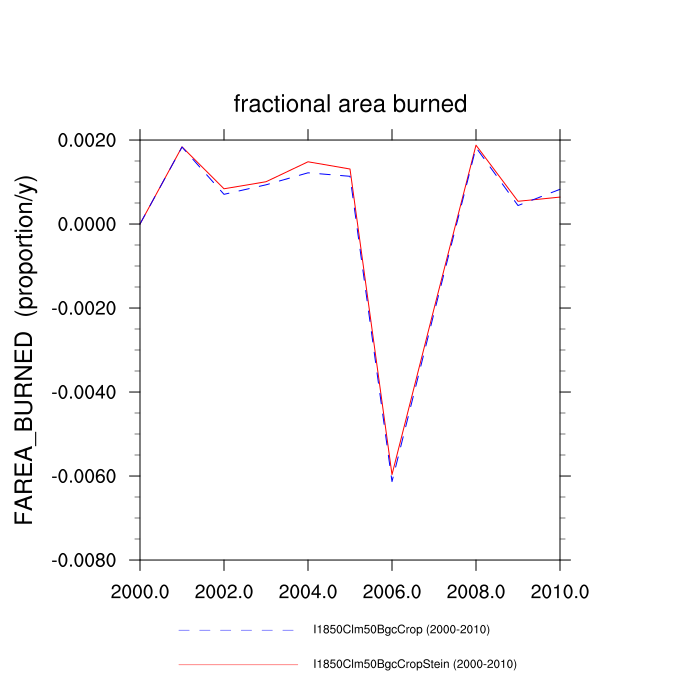 fractional area burned
FAREA_BURNED (proportion/y)
0.0020
0.0000
-0.0020
-0.0040
-0.0060
-0.0080
2000.0 2002.0 2004.0 2006.0 2008.0 2010.0
I1850Clm50BgcCrop (2000-2010)
I1850Clm50BgcCropStein (2000-2010)